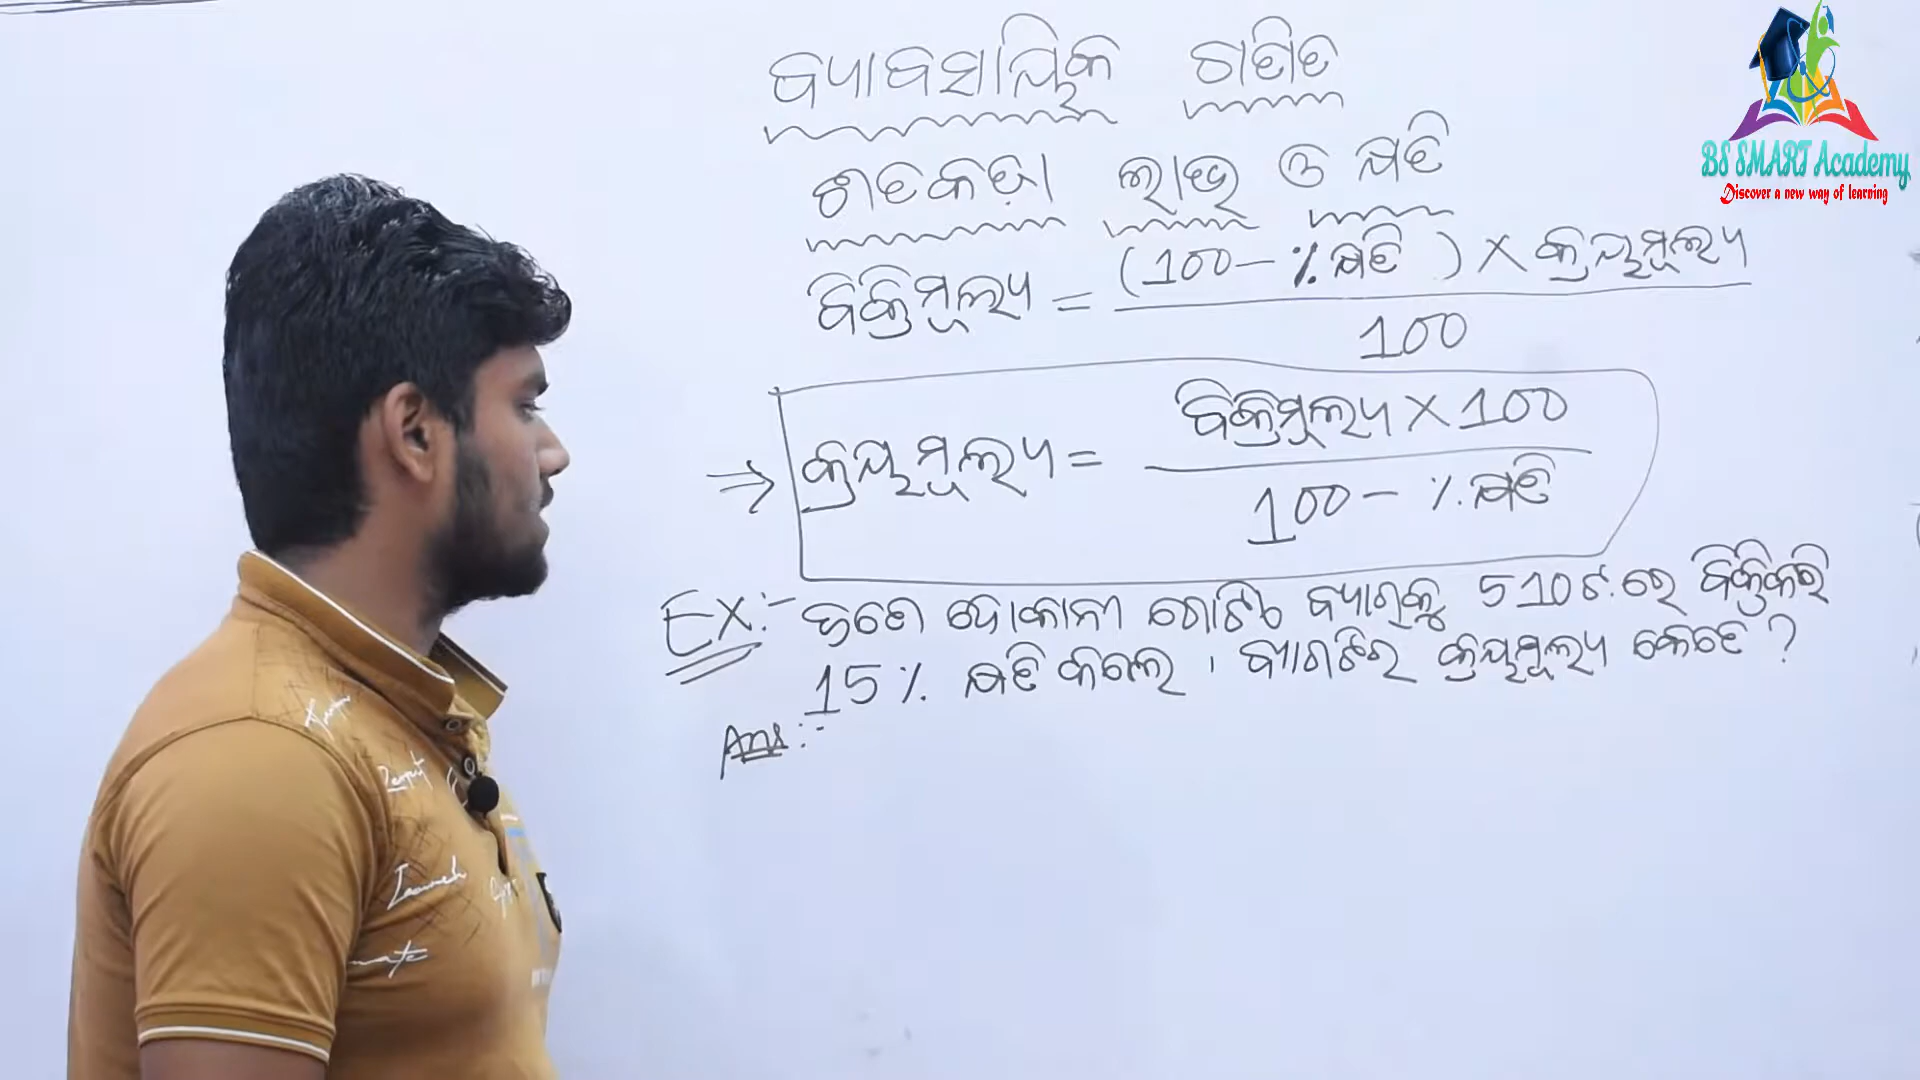 ବ୍ୟାବସାୟିକ ଗଣିତ
ଶତକଡ଼ା ଲାଭ ଓ କ୍ଷତି
ବିକ୍ରିମୂଲ୍ୟ = (100 - % କ୍ଷତି) × କ୍ରୟମୂଲ୍ୟ
100
⇒ କ୍ରୟମୂଲ୍ୟ = ବିକ୍ରିମୂଲ୍ୟ × 100
100 - % କ୍ଷତି
EX:- ଜଣେ ଦୋକାନୀ ଗୋଟିଏ ବ୍ୟାଗକୁ 510ଟ.ରେ ବିକ୍ରିକରି
15% କ୍ଷତି କଲେ । ବ୍ୟାଗଟିର କ୍ରୟମୂଲ୍ୟ କେତେ ?
Ans:-
BS SMART Academy
Discover a new way of learning